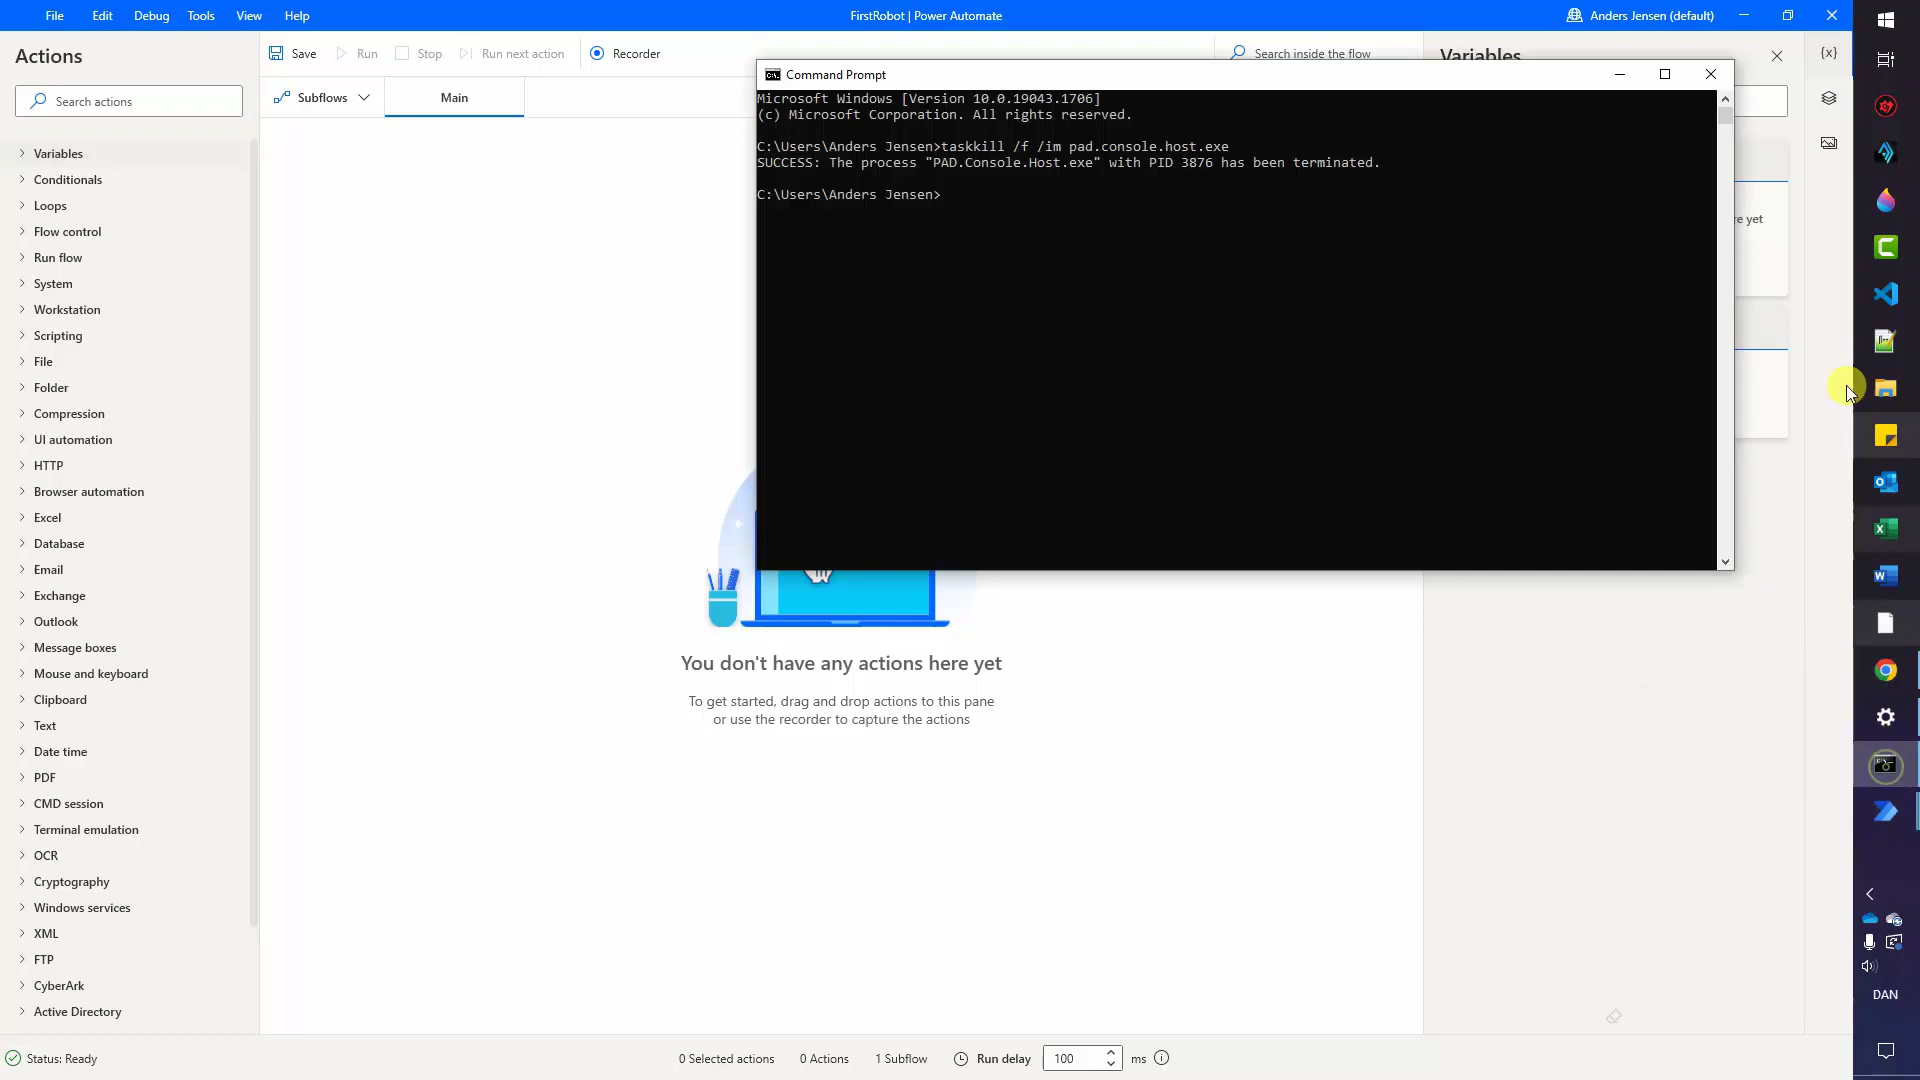 File Edit Debug Tools View Help
FirstRobot | Power Automate
Anders Jensen (default)
Actions
Search actions
Variables
Conditionals
Loops
Flow control
Run flow
System
Workstation
Scripting
File
Folder
Compression
UI automation
HTTP
Browser automation
Excel
Database
Email
Exchange
Outlook
Message boxes
Mouse and keyboard
Clipboard
Text
Date time
PDF
CMD session
Terminal emulation
OCR
Cryptography
Windows services
XML
FTP
CyberArk
Active Directory
Save Run Stop Run next action Recorder
Search inside the flow
Subflows Main
Variables
{x}
Command Prompt
Microsoft Windows [Version 10.0.19043.1706]
(c) Microsoft Corporation. All rights reserved.
C:\Users\Anders Jensen>taskkill /f /im pad.console.host.exe
SUCCESS: The process "PAD.Console.Host.exe" with PID 3876 has been terminated.
C:\Users\Anders Jensen>
re yet
You don't have any actions here yet
To get started, drag and drop actions to this pane
or use the recorder to capture the actions
Status: Ready
0 Selected actions 0 Actions 1 Subflow Run delay 100 ms
DAN